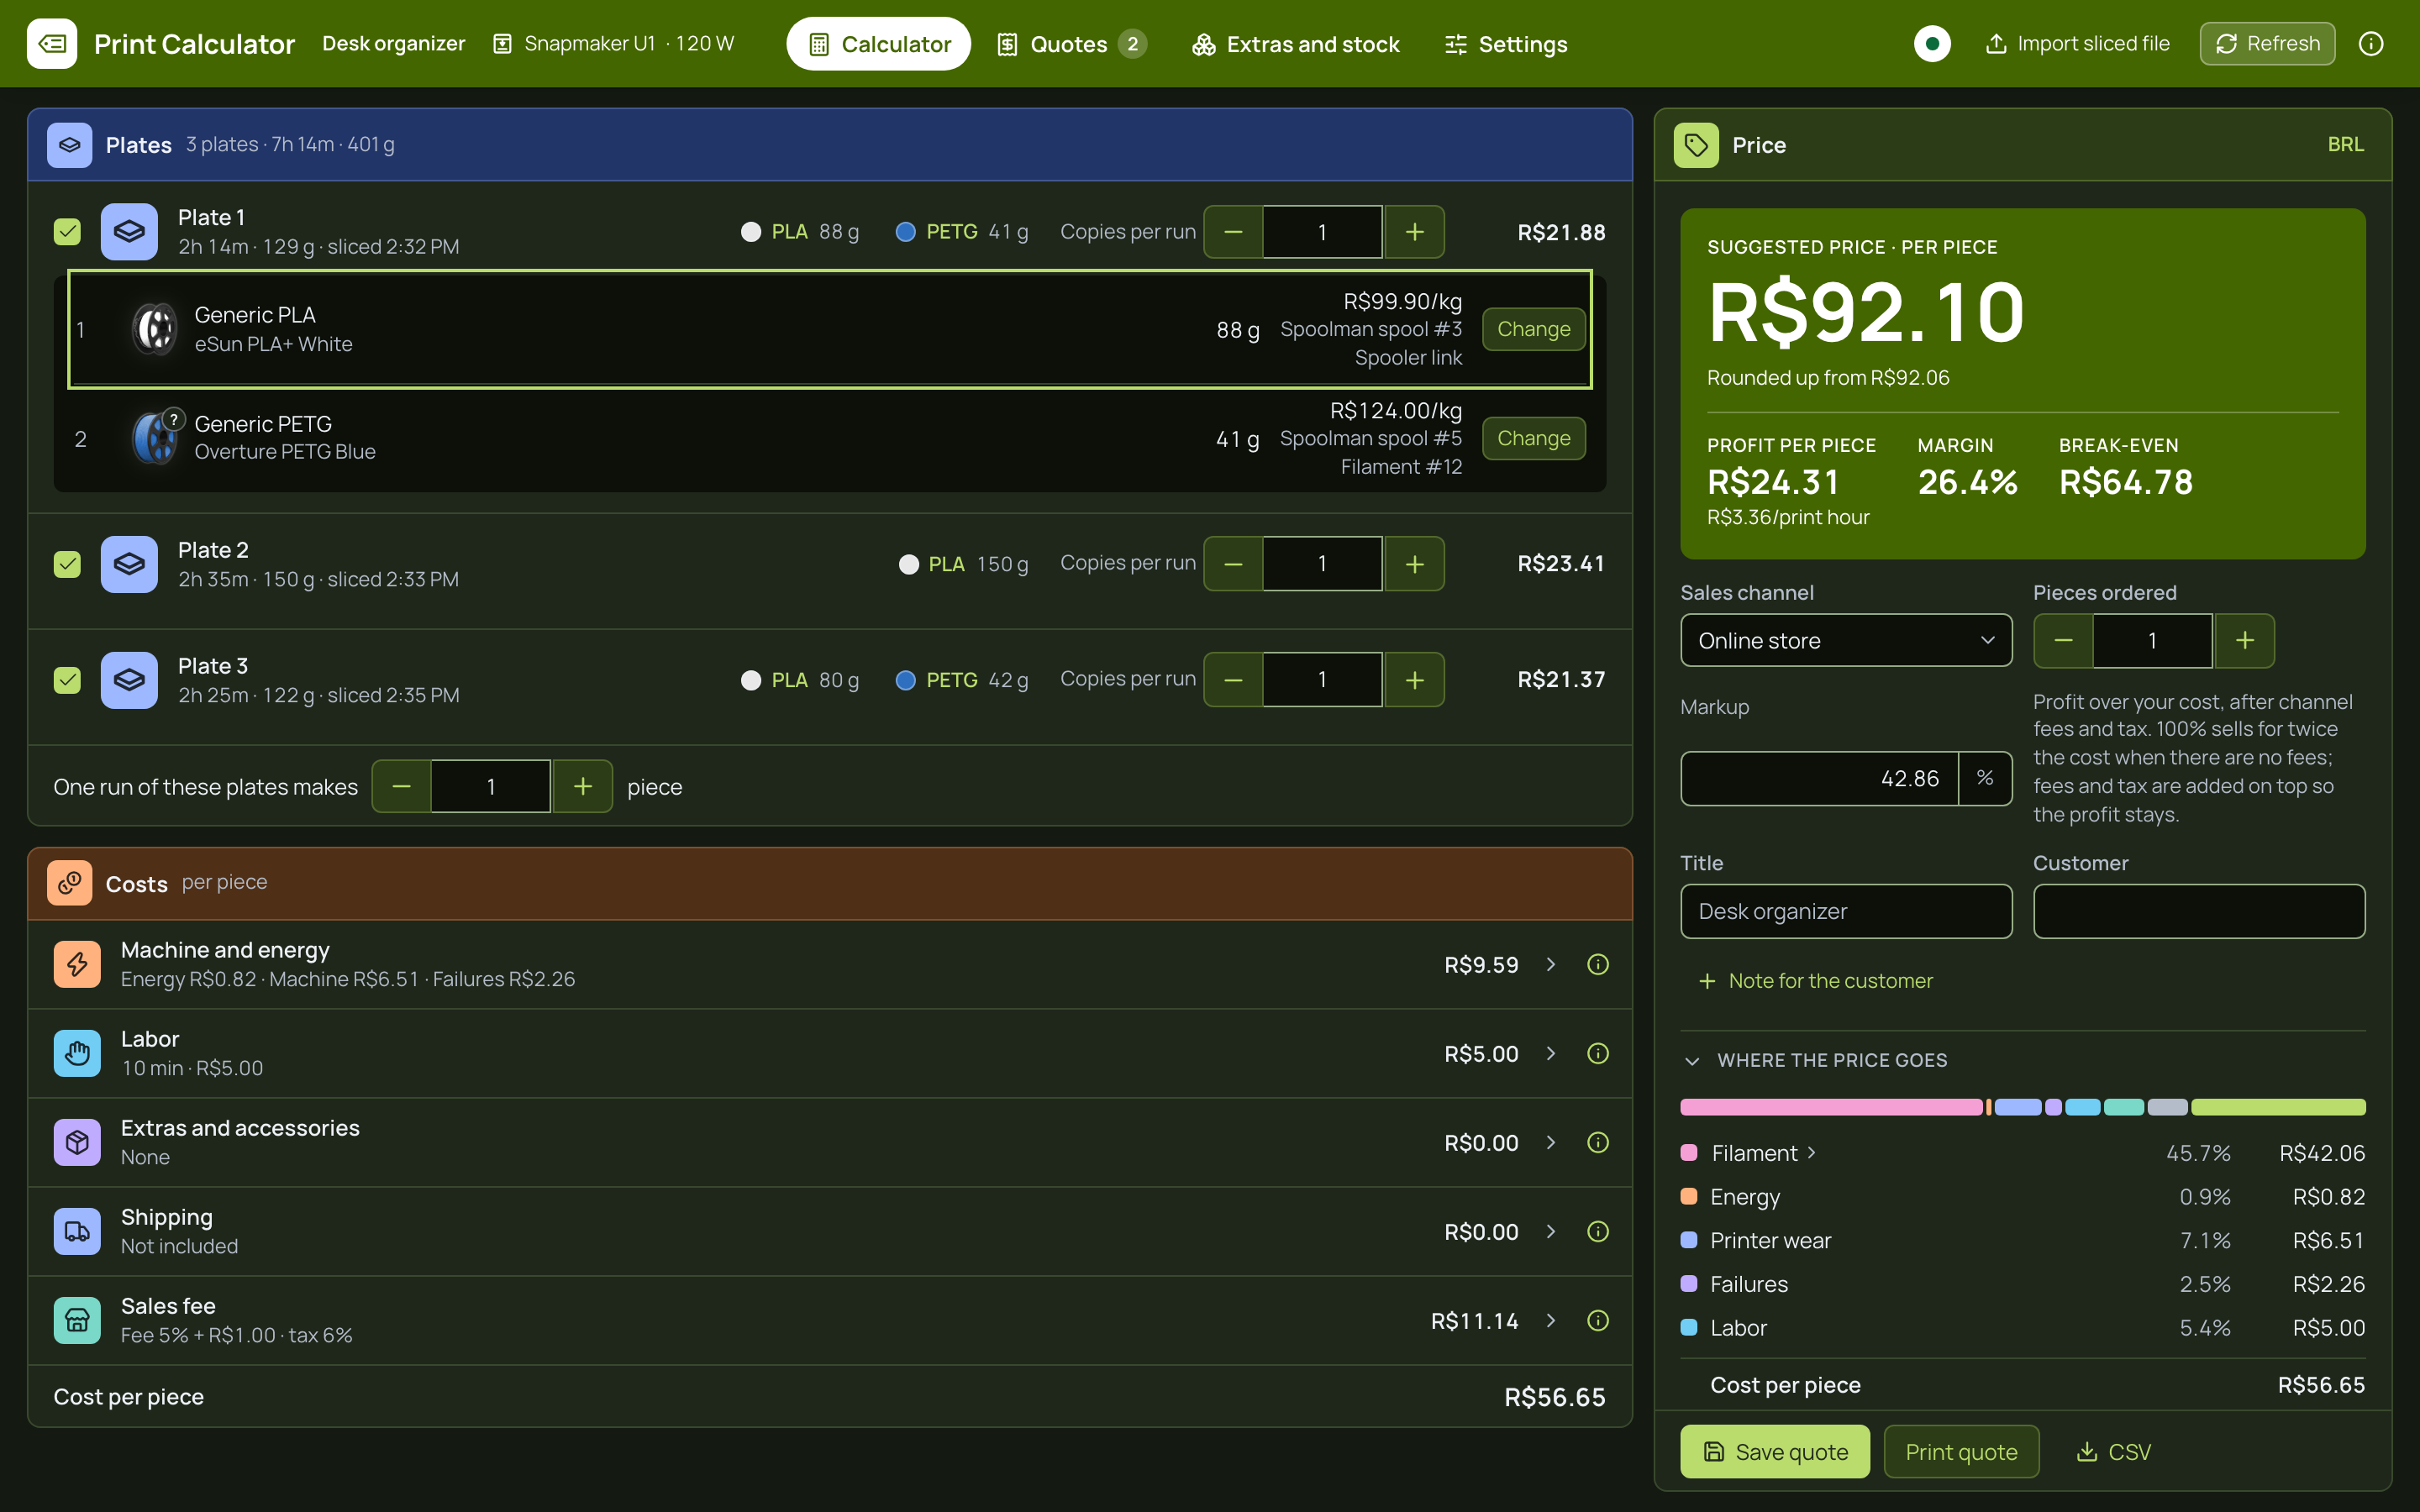 Print Calculator
Desk organizer
Snapmaker U1 · 120 W
Calculator
Quotes 2
Extras and stock
Settings
Import sliced file
Refresh
Plates 3 plates · 7h 14m · 401 g
Plate 1
2h 14m · 129 g · sliced 2:32 PM
PLA 88 g
PETG 41 g
Copies per run
1
R$21.88
1
Generic PLA
eSun PLA+ White
88 g
R$99.90/kg
Spoolman spool #3
Spooler link
Change
2
?
Generic PETG
Overture PETG Blue
41 g
R$124.00/kg
Spoolman spool #5
Filament #12
Change
Plate 2
2h 35m · 150 g · sliced 2:33 PM
PLA 150 g
Copies per run
1
R$23.41
Plate 3
2h 25m · 122 g · sliced 2:35 PM
PLA 80 g
PETG 42 g
Copies per run
1
R$21.37
One run of these plates makes 1 piece
Costs per piece
Machine and energy
Energy R$0.82 · Machine R$6.51 · Failures R$2.26
R$9.59
Labor
10 min · R$5.00
R$5.00
Extras and accessories
None
R$0.00
Shipping
Not included
R$0.00
Sales fee
Fee 5% + R$1.00 · tax 6%
R$11.14
Cost per piece
R$56.65
Price
BRL
SUGGESTED PRICE · PER PIECE
R$92.10
Rounded up from R$92.06
PROFIT PER PIECE
R$24.31
R$3.36/print hour
MARGIN
26.4%
BREAK-EVEN
R$64.78
Sales channel
Online store
Pieces ordered
1
Markup
42.86 %
Profit over your cost, after channel
fees and tax. 100% sells for twice
the cost when there are no fees;
fees and tax are added on top so
the profit stays.
Title
Desk organizer
Customer
Note for the customer
WHERE THE PRICE GOES
Filament 45.7% R$42.06
Energy 0.9% R$0.82
Printer wear 7.1% R$6.51
Failures 2.5% R$2.26
Labor 5.4% R$5.00
Cost per piece R$56.65
Save quote
Print quote
CSV